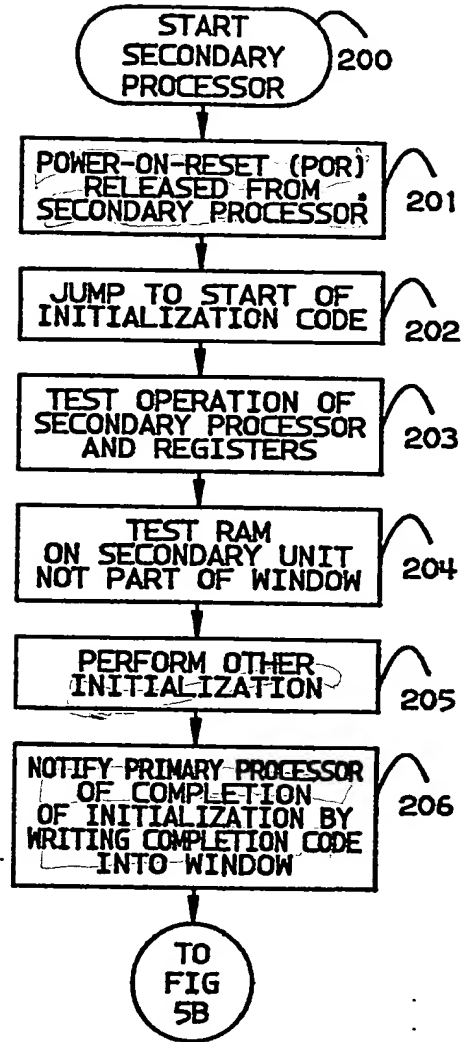 START
SECONDARY
PROCESSOR
200
POWER-ON-RESET (POR)
RELEASED FROM
SECONDARY PROCESSOR.
201
JUMP TO START OF
INITIALIZATION CODE
202
TEST OPERATION OF
SECONDARY PROCESSOR
AND REGISTERS
203
TEST RAM
ON SECONDARY UNIT
NOT PART OF WINDOW
204
PERFORM OTHER
INITIALIZATION
205
NOTIFY PRIMARY PROCESSOR
OF COMPLETION
OF INITIALIZATION BY
WRITING COMPLETION CODE
INTO WINDOW
206
TO
FIG
5B